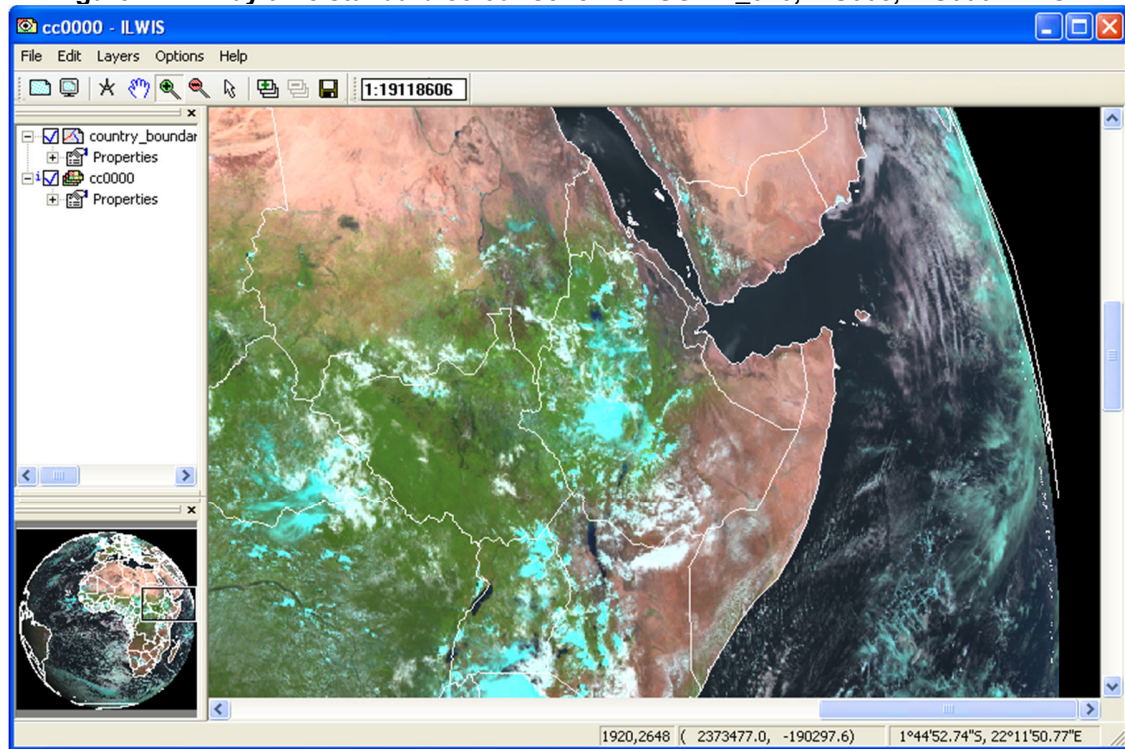 cc0000 - ILWIS
File Edit Layers Options Help
1:19118606
country_boundar
Properties
cc0000
Properties
1920,2648 ( 2373477.0, -190297.6) 1°44'52.74"S, 22°11'50.77"E